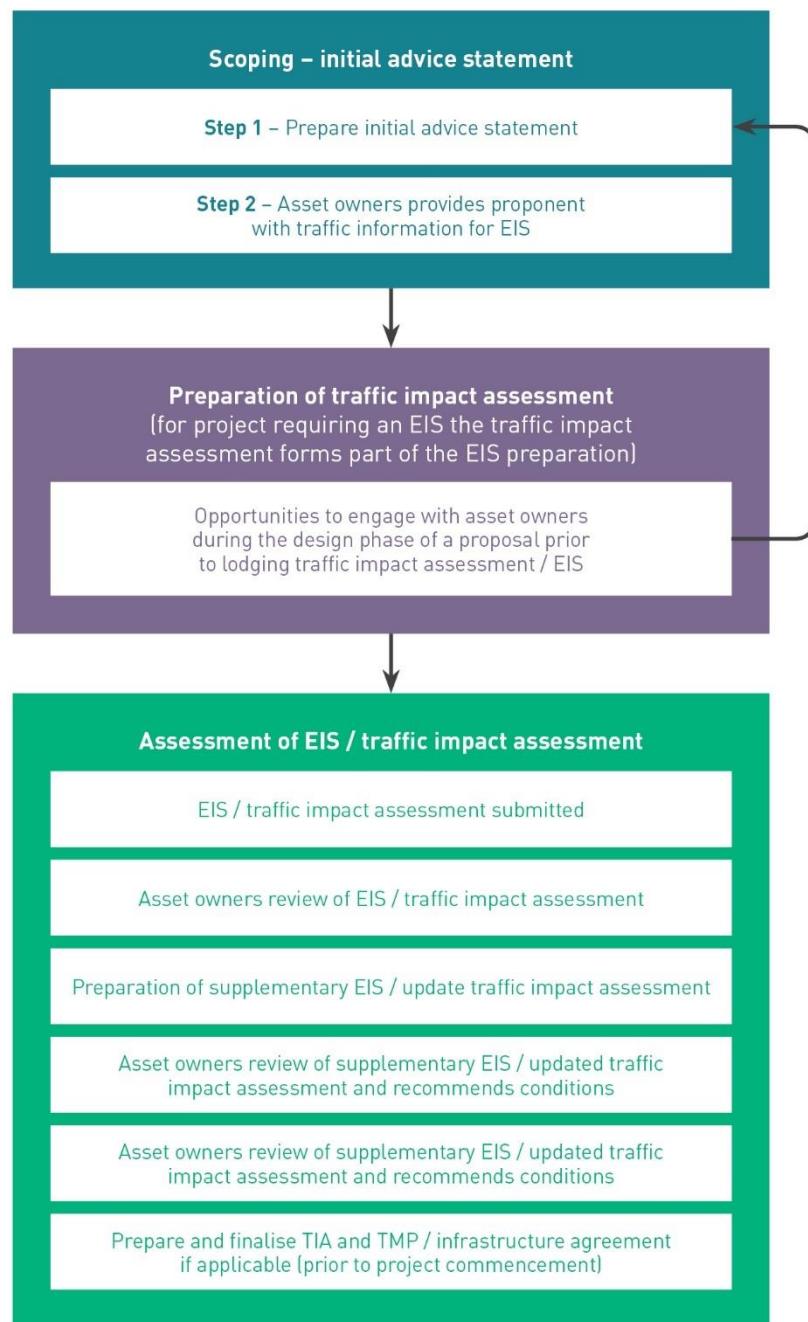 Scoping – initial advice statement
Step 1 – Prepare initial advice statement
Step 2 – Asset owners provides proponent
with traffic information for EIS
Preparation of traffic impact assessment
(for project requiring an EIS the traffic impact
assessment forms part of the EIS preparation)
Opportunities to engage with asset owners
during the design phase of a proposal prior
to lodging traffic impact assessment / EIS
Assessment of EIS / traffic impact assessment
EIS / traffic impact assessment submitted
Asset owners review of EIS / traffic impact assessment
Preparation of supplementary EIS / update traffic impact assessment
Asset owners review of supplementary EIS / updated traffic
impact assessment and recommends conditions
Asset owners review of supplementary EIS / updated traffic
impact assessment and recommends conditions
Prepare and finalise TIA and TMP / infrastructure agreement
if applicable (prior to project commencement)